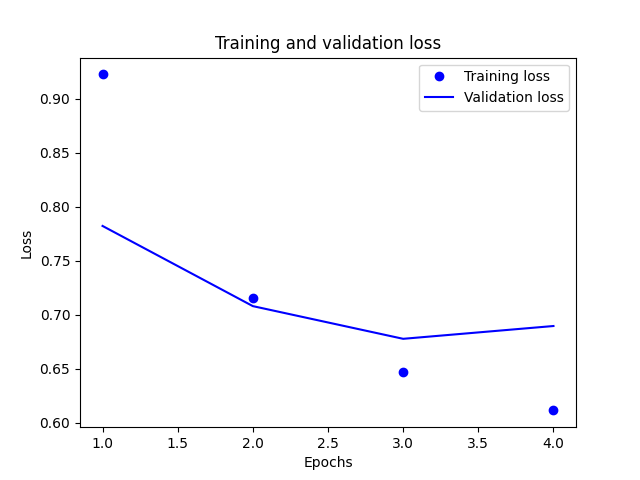 Training and validation loss
Training loss
Validation loss
Loss
0.90
0.85
0.80
0.75
0.70
0.65
0.60
1.0 1.5 2.0 2.5 3.0 3.5 4.0
Epochs